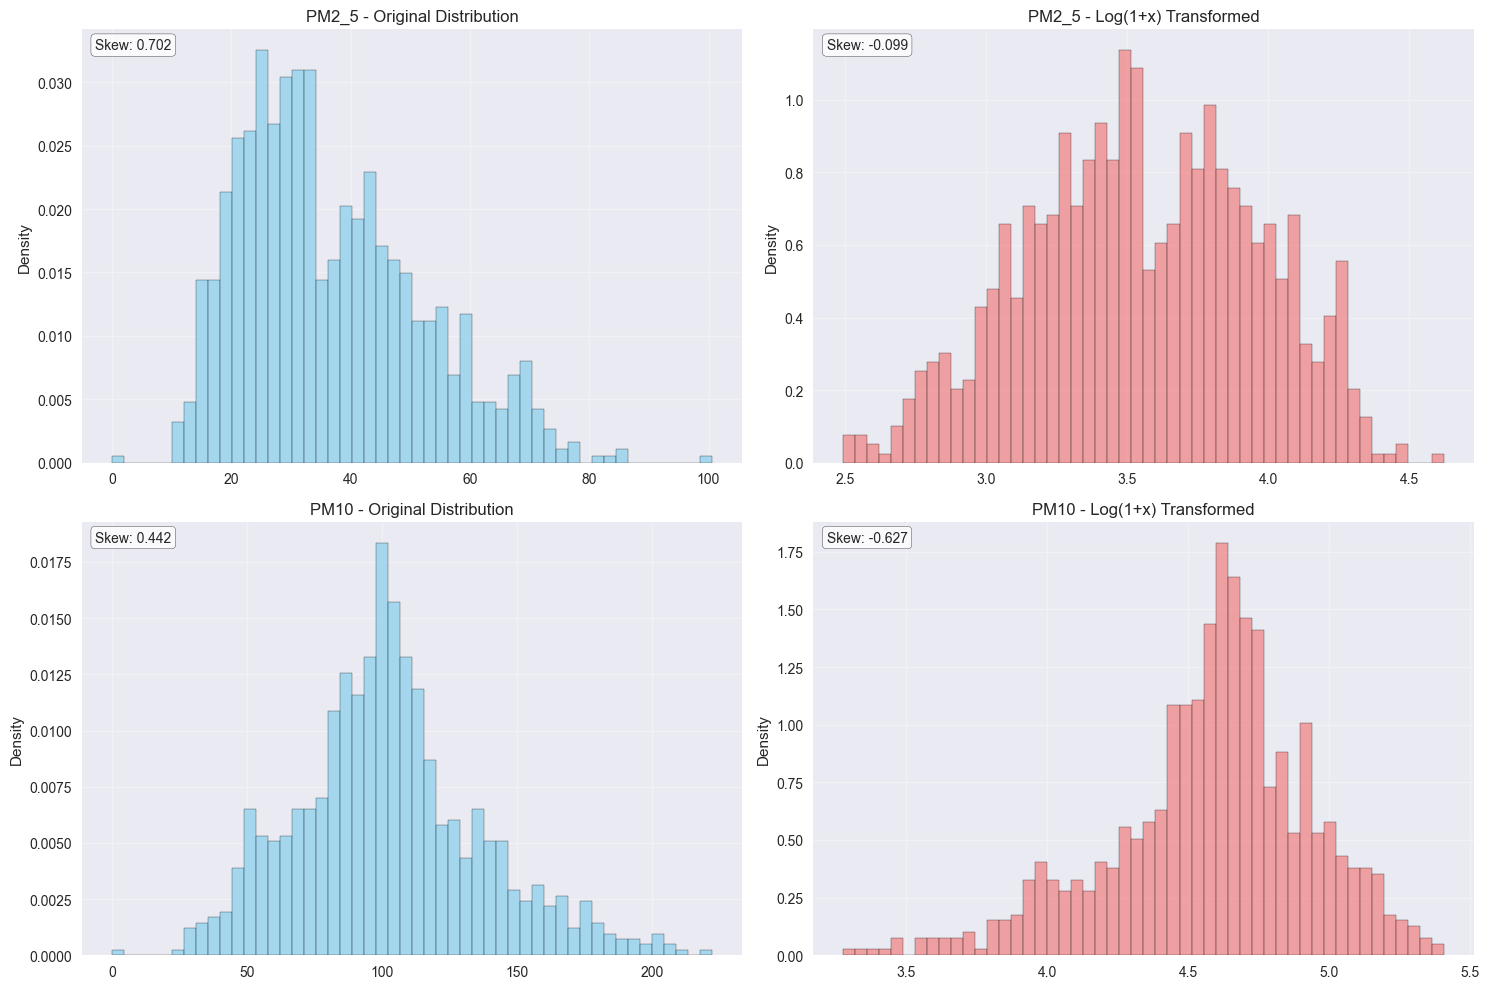 PM2_5 - Original Distribution
Skew: 0.702
Density
0.030
0.025
0.020
0.015
0.010
0.005
0.000
0 20 40 60 80 100
PM2_5 - Log(1+x) Transformed
Skew: -0.099
Density
1.0
0.8
0.6
0.4
0.2
0.0
2.5 3.0 3.5 4.0 4.5
PM10 - Original Distribution
Skew: 0.442
Density
0.0175
0.0150
0.0125
0.0100
0.0075
0.0050
0.0025
0.0000
0 50 100 150 200
PM10 - Log(1+x) Transformed
Skew: -0.627
Density
1.75
1.50
1.25
1.00
0.75
0.50
0.25
0.00
3.5 4.0 4.5 5.0 5.5